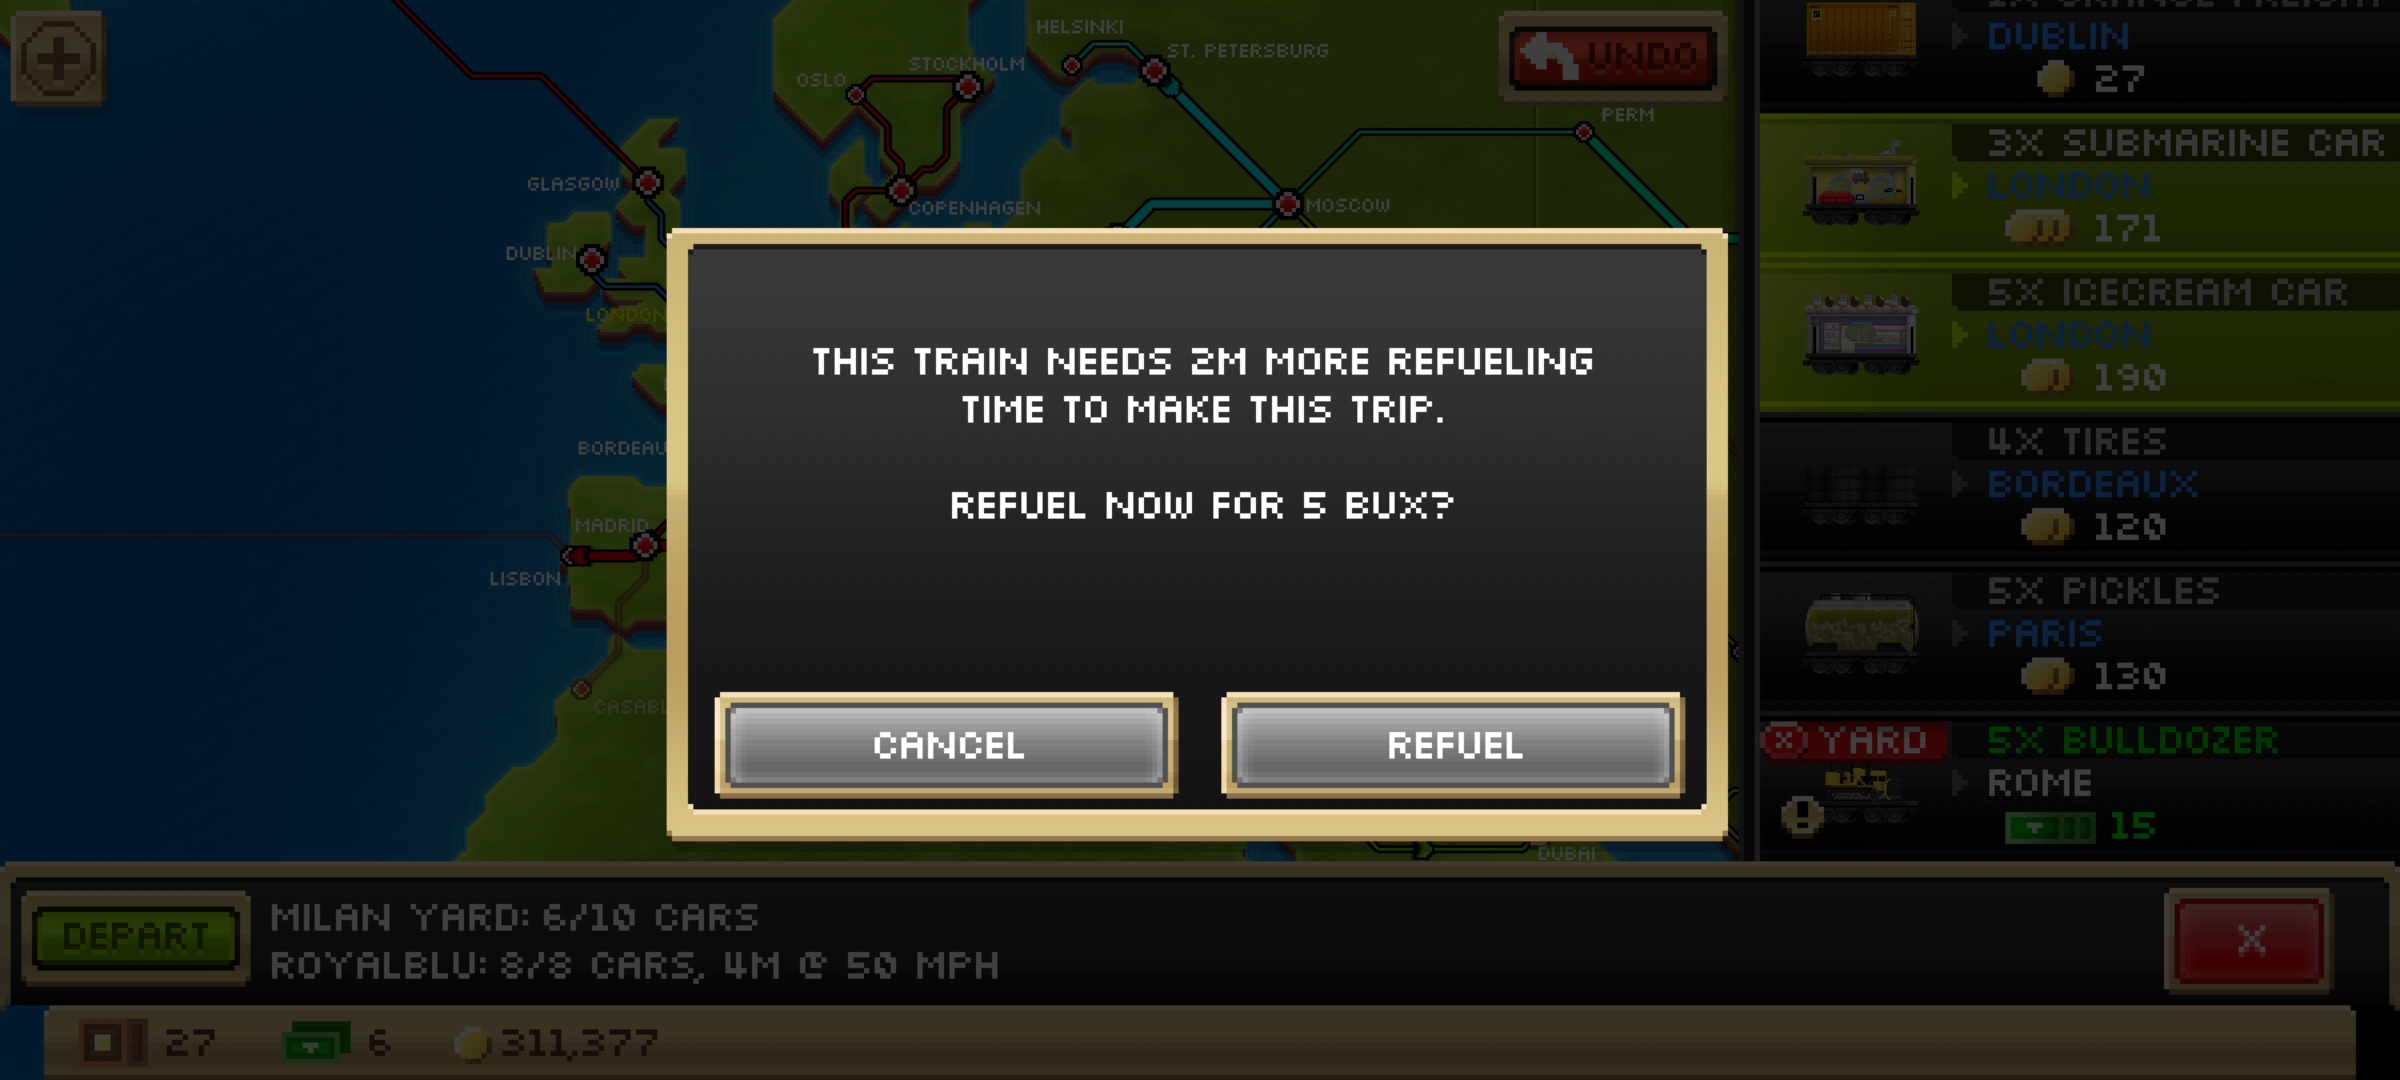 HELSINKI
ST. PETERSBURG
STOCKHOLM
OSLO
UNDO
PERM
GLASGOW
COPENHAGEN
MOSCOW
DUBLIN
LONDON
BORDEAU
MADRID
LISBON
CASABL
DUBAI
THIS TRAIN NEEDS 2M MORE REFUELING
TIME TO MAKE THIS TRIP.
REFUEL NOW FOR 5 BUX?
CANCEL
REFUEL
DUBLIN
27
3X SUBMARINE CAR
LONDON
171
5X ICECREAM CAR
LONDON
190
4X TIRES
BORDEAUX
120
5X PICKLES
PARIS
130
X YARD
5X BULLDOZER
ROME
! 15
DEPART
MILAN YARD: 6/10 CARS
ROYALBLU: 8/8 CARS, 4M @ 50 MPH
X
27 6 311,377